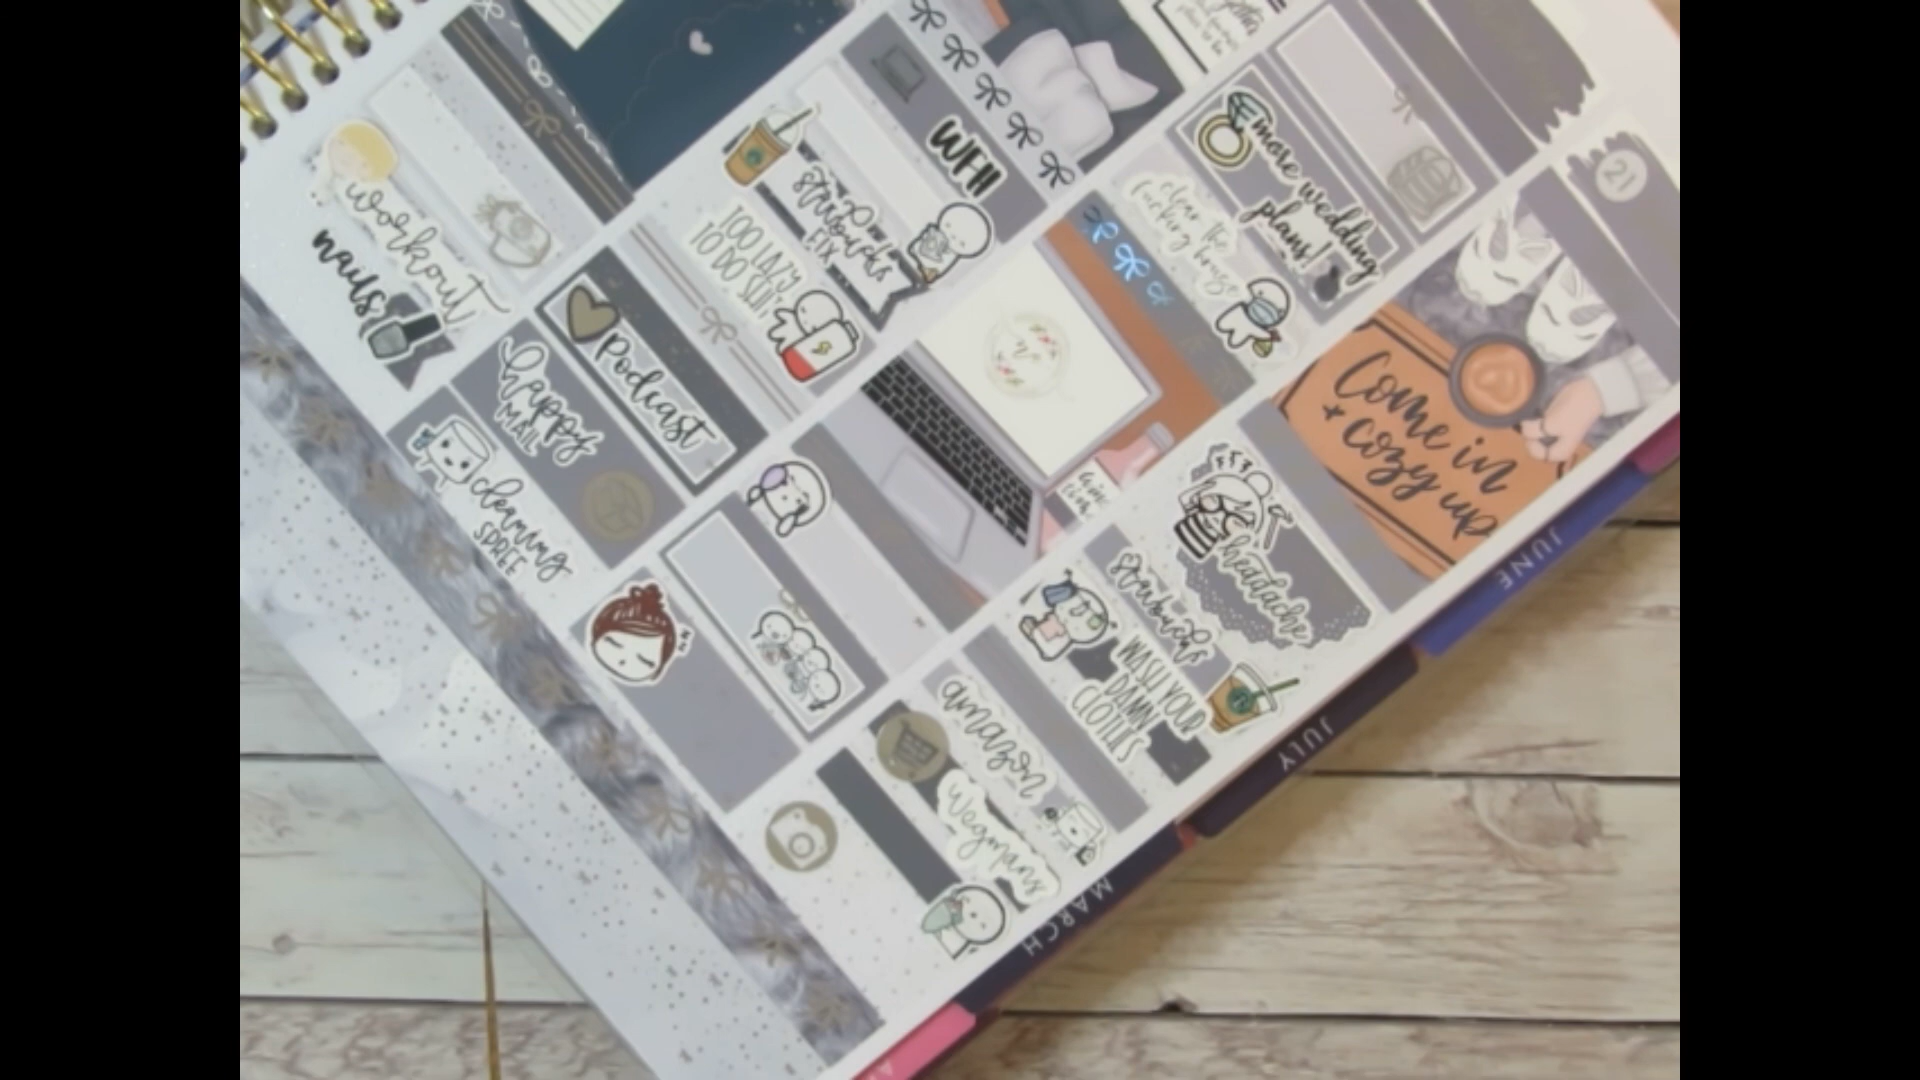 workout
nails
happy
MAIL
cleaning
SPREE
Podcast
TOO LAZY
TO DO SHIT
starbucks
FIX
WFH
clean the
fucking house
more wedding
plans!
21
Come in
+ cozy up
headache
starbucks
WASH YOUR
DAMN
CLOTHES
amazon
Wegmans
JUNE
JULY
MARCH